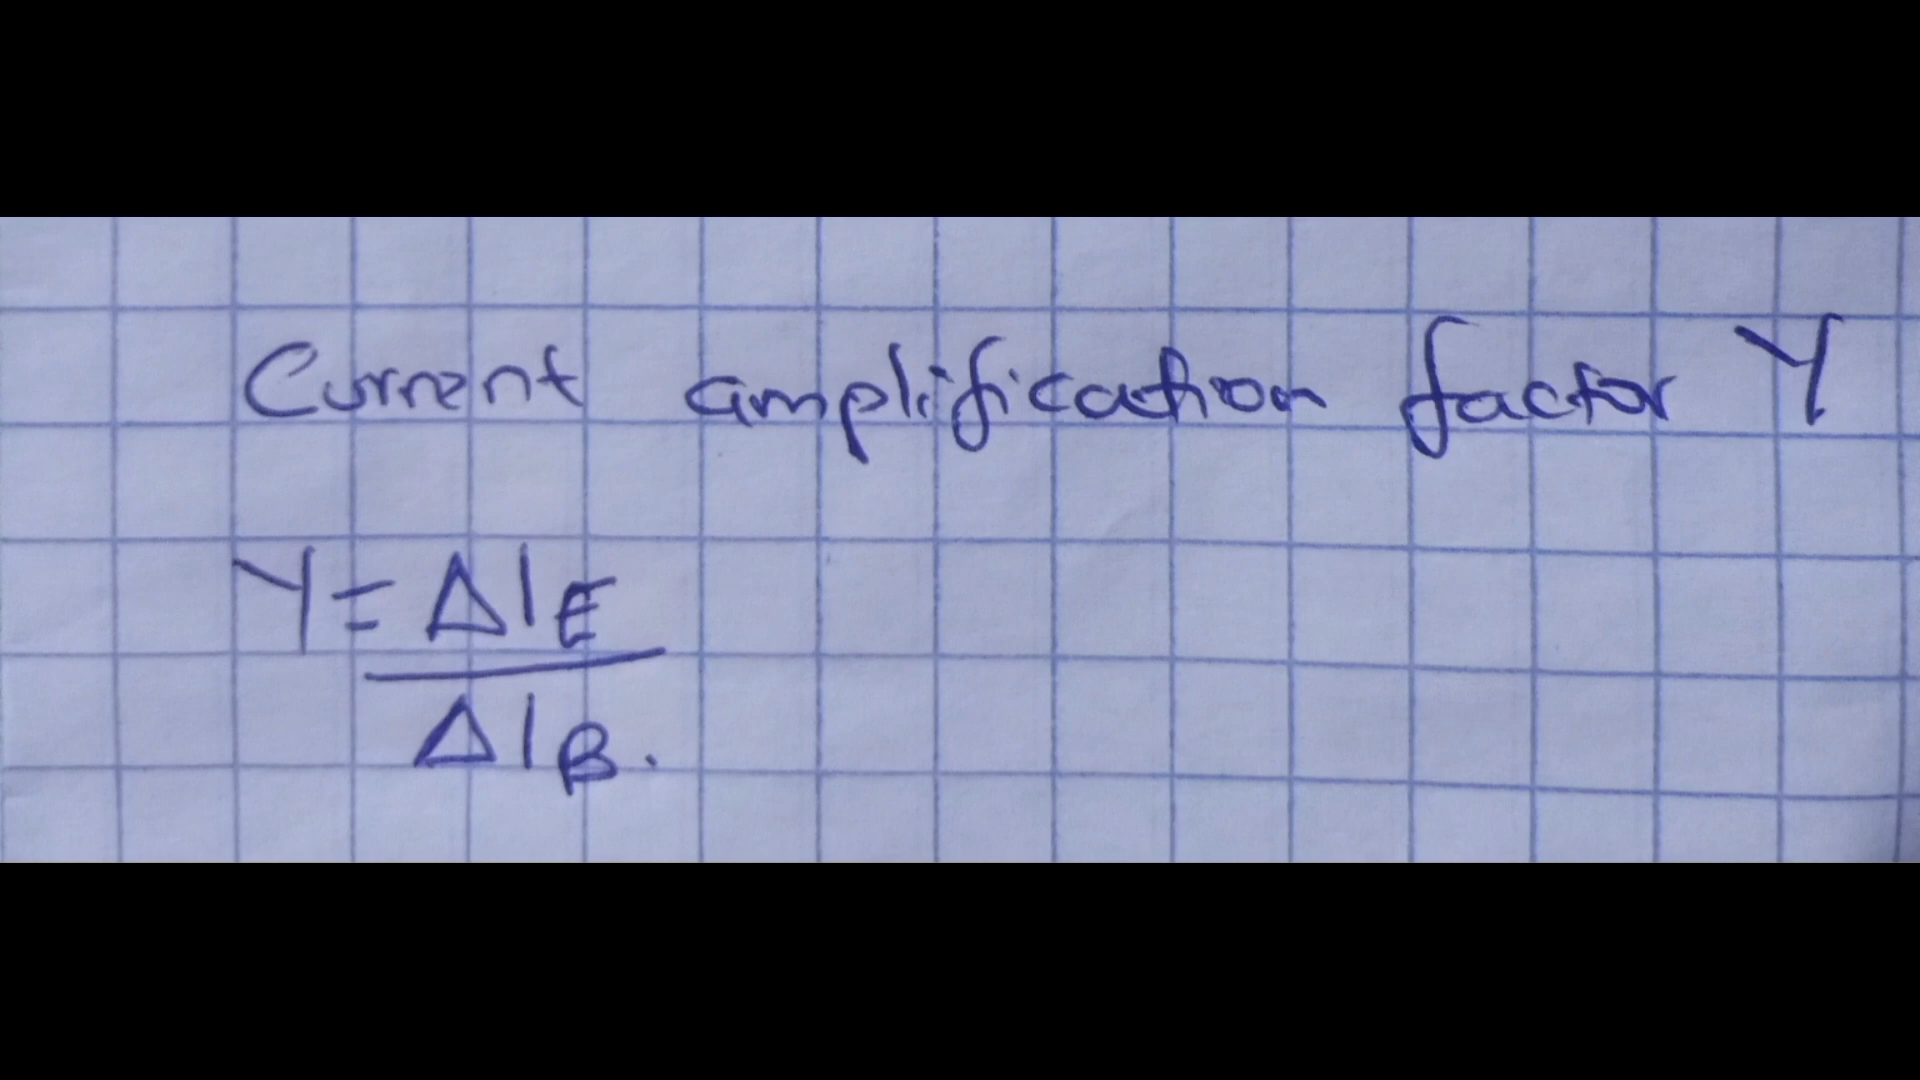 Current amplification factor Y
Y = ΔIE
ΔIB.